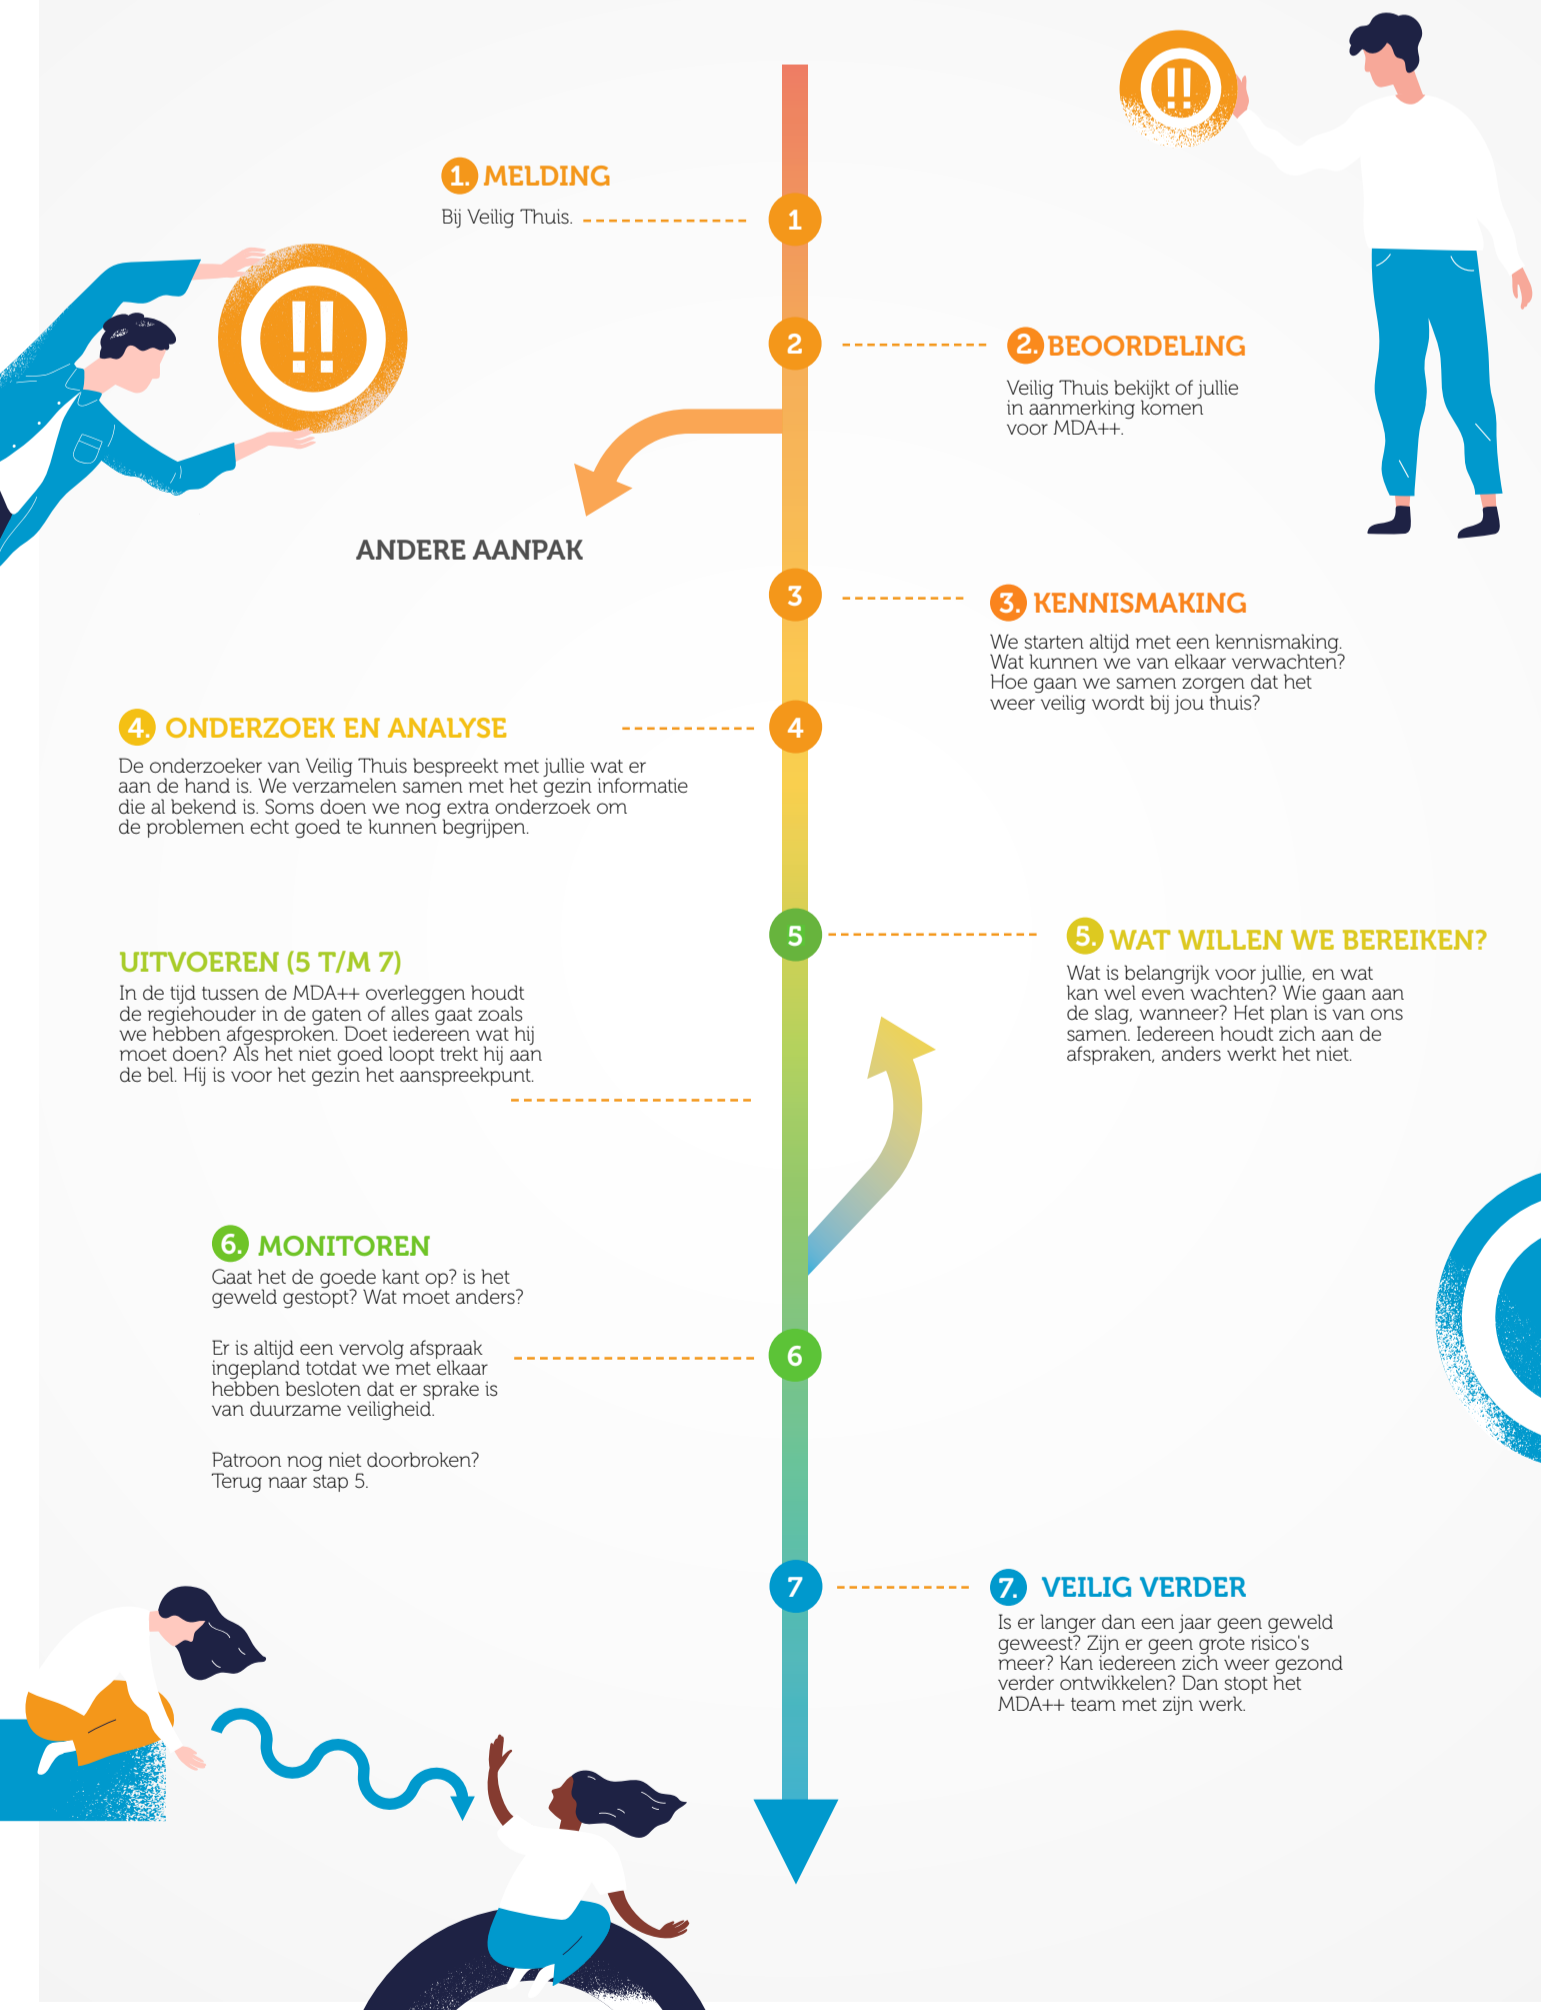 !!
1. MELDING
Bij Veilig Thuis.
1
!!
2
2. BEOORDELING
Veilig Thuis bekijkt of jullie
in aanmerking komen
voor MDA++.
ANDERE AANPAK
3
3. KENNISMAKING
We starten altijd met een kennismaking.
Wat kunnen we van elkaar verwachten?
Hoe gaan we samen zorgen dat het
weer veilig wordt bij jou thuis?
4. ONDERZOEK EN ANALYSE
4
De onderzoeker van Veilig Thuis bespreekt met jullie wat er
aan de hand is. We verzamelen samen met het gezin informatie
die al bekend is. Soms doen we nog extra onderzoek om
de problemen echt goed te kunnen begrijpen.
5
5. WAT WILLEN WE BEREIKEN?
Wat is belangrijk voor jullie, en wat
kan wel even wachten? Wie gaan aan
de slag, wanneer? Het plan is van ons
samen. Iedereen houdt zich aan de
afspraken, anders werkt het niet.
UITVOEREN (5 T/M 7)
In de tijd tussen de MDA++ overleggen houdt
de regiehouder in de gaten of alles gaat zoals
we hebben afgesproken. Doet iedereen wat hij
moet doen? Als het niet goed loopt trekt hij aan
de bel. Hij is voor het gezin het aanspreekpunt.
6. MONITOREN
Gaat het de goede kant op? is het
geweld gestopt? Wat moet anders?
Er is altijd een vervolg afspraak
ingepland totdat we met elkaar
hebben besloten dat er sprake is
van duurzame veiligheid.
6
Patroon nog niet doorbroken?
Terug naar stap 5.
7
7. VEILIG VERDER
Is er langer dan een jaar geen geweld
geweest? Zijn er geen grote risico's
meer? Kan iedereen zich weer gezond
verder ontwikkelen? Dan stopt het
MDA++ team met zijn werk.